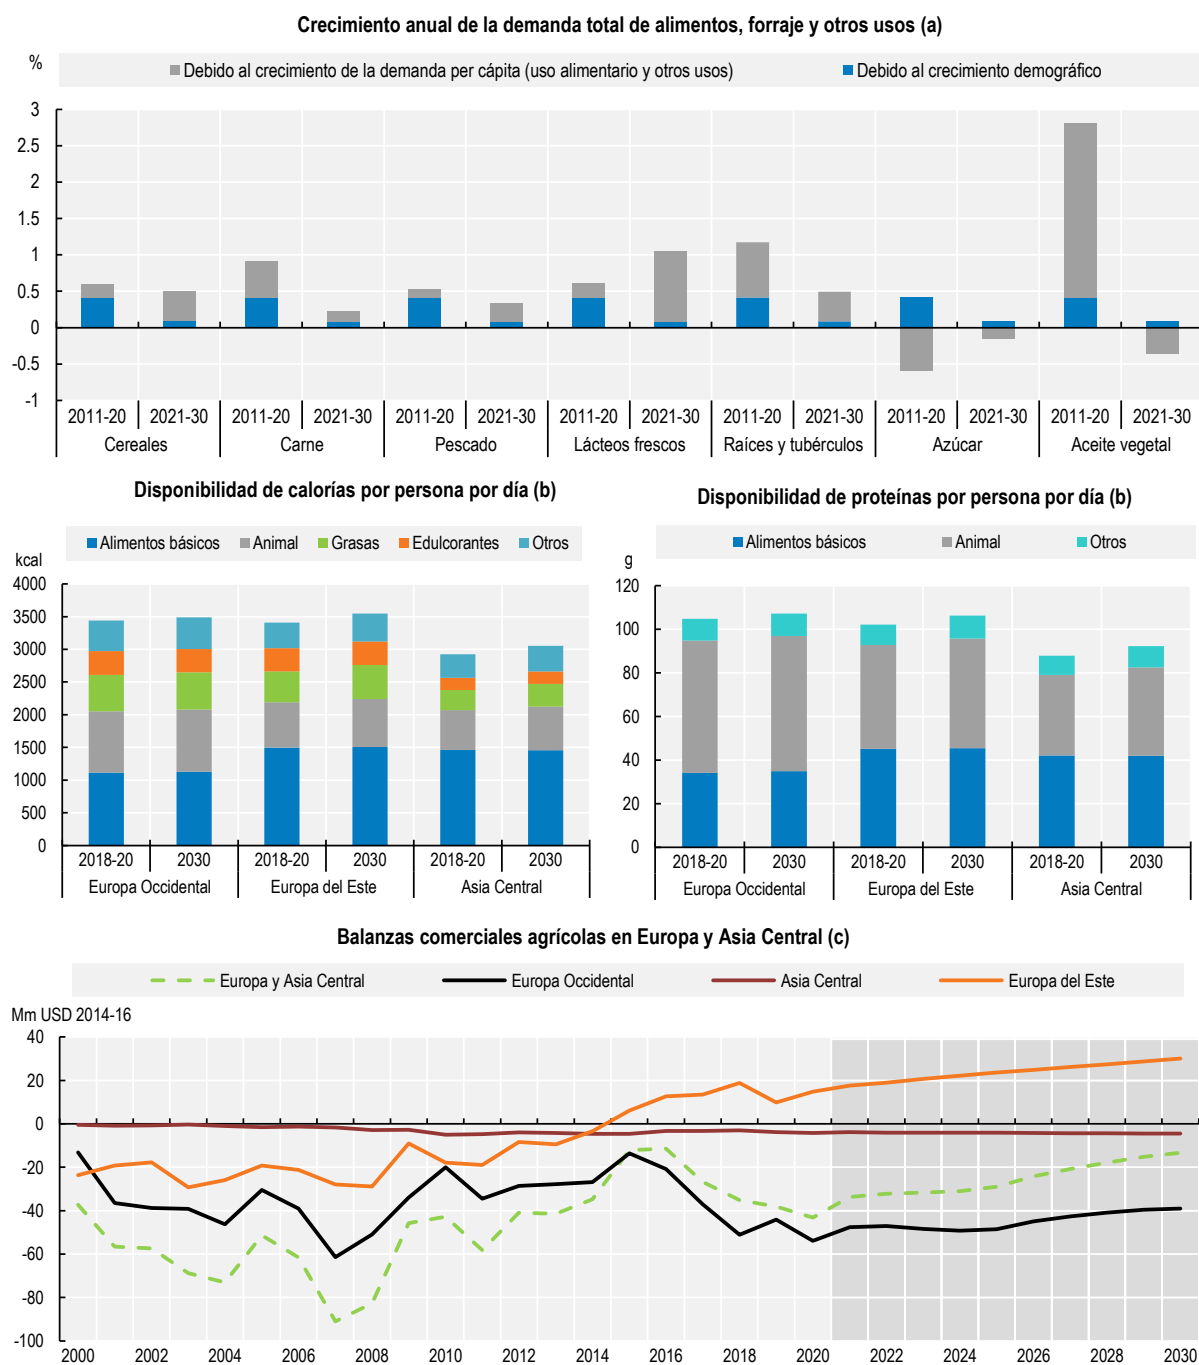 Crecimiento anual de la demanda total de alimentos, forraje y otros usos (a)
%
Debido al crecimiento de la demanda per cápita (uso alimentario y otros usos) Debido al crecimiento demográfico
3
2.5
2
1.5
1
0.5
0
-0.5
-1
2011-20 2021-30 2011-20 2021-30 2011-20 2021-30 2011-20 2021-30 2011-20 2021-30 2011-20 2021-30 2011-20 2021-30
Cereales Carne Pescado Lácteos frescos Raíces y tubérculos Azúcar Aceite vegetal
Disponibilidad de calorías por persona por día (b)
Alimentos básicos Animal Grasas Edulcorantes Otros
kcal
4000
3500
3000
2500
2000
1500
1000
500
0
2018-20 2030 2018-20 2030 2018-20 2030
Europa Occidental Europa del Este Asia Central
Disponibilidad de proteínas por persona por día (b)
Alimentos básicos Animal Otros
g
120
100
80
60
40
20
0
2018-20 2030 2018-20 2030 2018-20 2030
Europa Occidental Europa del Este Asia Central
Balanzas comerciales agrícolas en Europa y Asia Central (c)
Europa y Asia Central Europa Occidental Asia Central Europa del Este
Mm USD 2014-16
40
20
0
-20
-40
-60
-80
-100
2000 2002 2004 2006 2008 2010 2012 2014 2016 2018 2020 2022 2024 2026 2028 2030